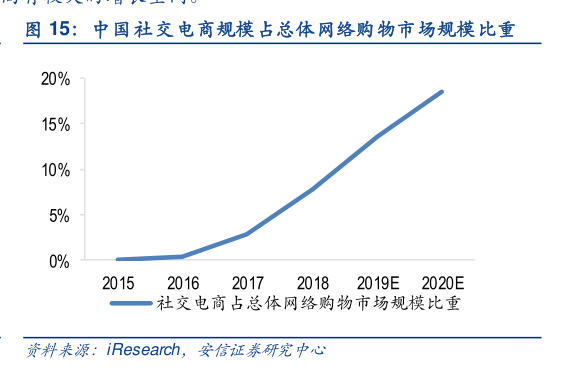 图 15：中国社交电商规模占总体网络购物市场规模比重
20%
15%
10%
5%
0%
2015 2016 2017 2018 2019E 2020E
社交电商占总体网络购物市场规模比重
资料来源：iResearch，安信证券研究中心